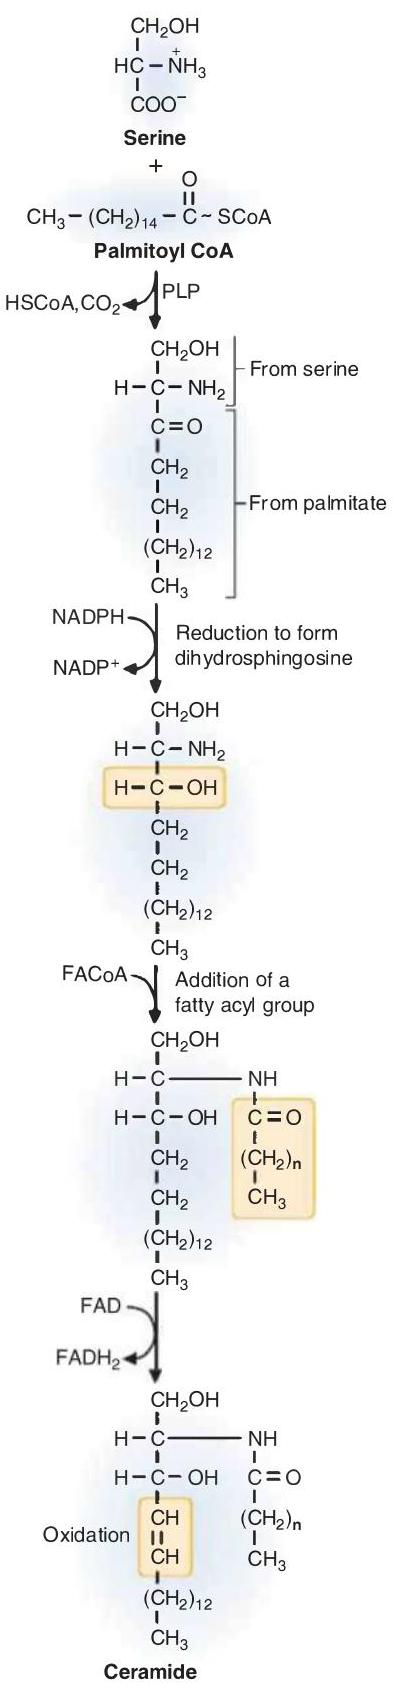 CH₂OH
HC – NH₃⁺
COO⁻
Serine
+
O
CH₃ – (CH₂)₁₄ – C ~ SCoA
Palmitoyl CoA
PLP
HSCoA, CO₂
CH₂OH
From serine
H – C – NH₂
C = O
CH₂
From palmitate
CH₂
(CH₂)₁₂
CH₃
NADPH
Reduction to form
dihydrosphingosine
NADP⁺
CH₂OH
H – C – NH₂
H – C – OH
CH₂
CH₂
(CH₂)₁₂
CH₃
FACoA
Addition of a
fatty acyl group
CH₂OH
H – C — NH
H – C – OH C = O
CH₂ (CH₂)n
CH₂ CH₃
(CH₂)₁₂
CH₃
FAD
FADH₂
CH₂OH
H – C — NH
H – C – OH C = O
CH (CH₂)n
Oxidation
CH CH₃
(CH₂)₁₂
CH₃
Ceramide